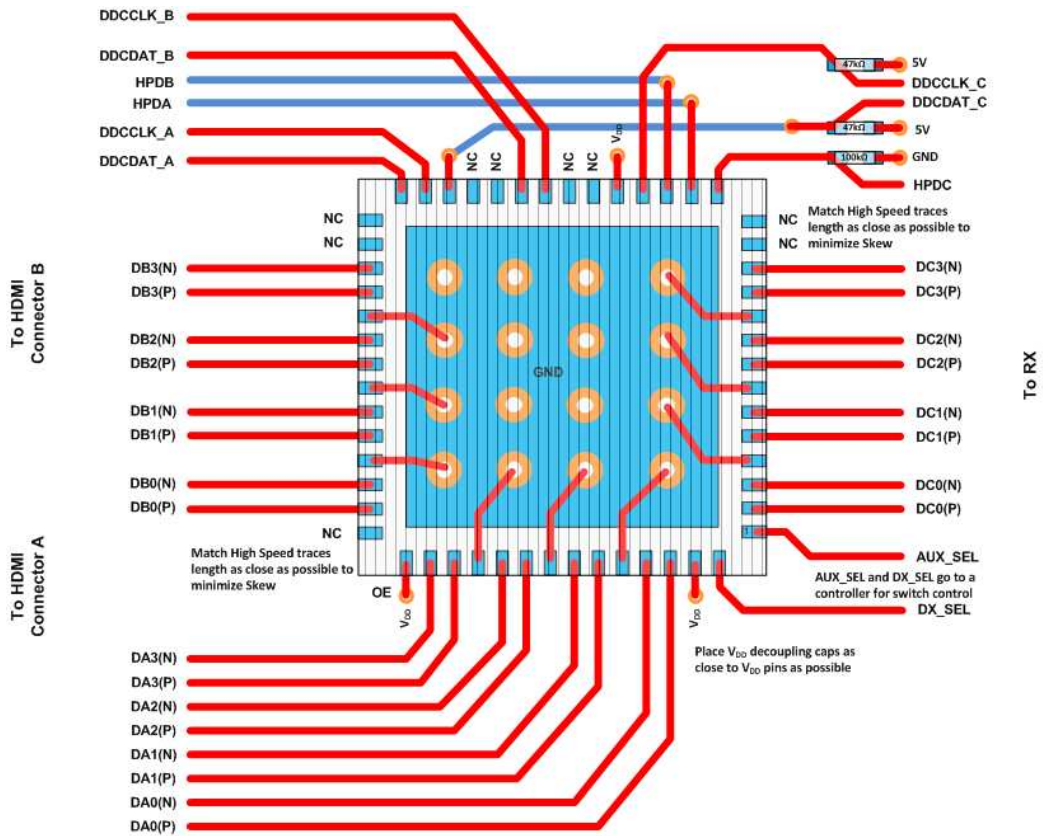 DDCCLK_B
DDCDAT_B
HPDB
HPDA
DDCCLK_A
DDCDAT_A
47kΩ
5V
DDCCLK_C
DDCDAT_C
47kΩ
5V
100kΩ
GND
HPDC
NC
NC
NC
NC
VDD
NC
NC
NC
NC
Match High Speed traces
length as close as possible to
minimize Skew
To HDMI
Connector B
DB3(N)
DB3(P)
DB2(N)
DB2(P)
DB1(N)
DB1(P)
DB0(N)
DB0(P)
NC
GND
DC3(N)
DC3(P)
DC2(N)
DC2(P)
DC1(N)
DC1(P)
DC0(N)
DC0(P)
1
AUX_SEL
To RX
To HDMI
Connector A
Match High Speed traces
length as close as possible to
minimize Skew
AUX_SEL and DX_SEL go to a
controller for switch control
DX_SEL
OE
VDD
VDD
Place VDD decoupling caps as
close to VDD pins as possible
DA3(N)
DA3(P)
DA2(N)
DA2(P)
DA1(N)
DA1(P)
DA0(N)
DA0(P)